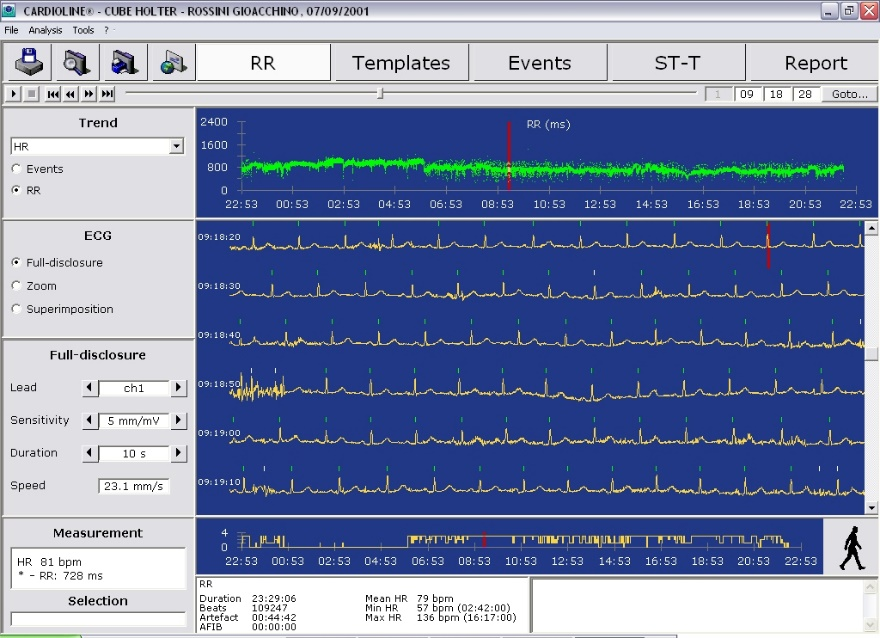 CARDIOLINE® - CUBE HOLTER - ROSSINI GIOACCHINO, 07/09/2001
File Analysis Tools ?
RR Templates Events ST-T Report
1 09 18 28 Goto...
Trend
HR
Events
RR
RR (ms)
2400
1600
800
0
22:53 00:53 02:53 04:53 06:53 08:53 10:53 12:53 14:53 16:53 18:53 20:53 22:53
ECG
Full-disclosure
Zoom
Superimposition
09:18:20
09:18:30
09:18:40
09:18:50
09:19:00
09:19:10
Full-disclosure
Lead ch1
Sensitivity 5 mm/mV
Duration 10 s
Speed 23.1 mm/s
Measurement
HR 81 bpm
* - RR: 728 ms
Selection
4
0
22:53 00:53 02:53 04:53 06:53 08:53 10:53 12:53 14:53 16:53 18:53 20:53 22:53
RR
Duration 23:29:06 Mean HR 79 bpm
Beats 109247 Min HR 57 bpm (02:42:00)
Artefact 00:44:42 Max HR 136 bpm (16:17:00)
AFIB 00:00:00